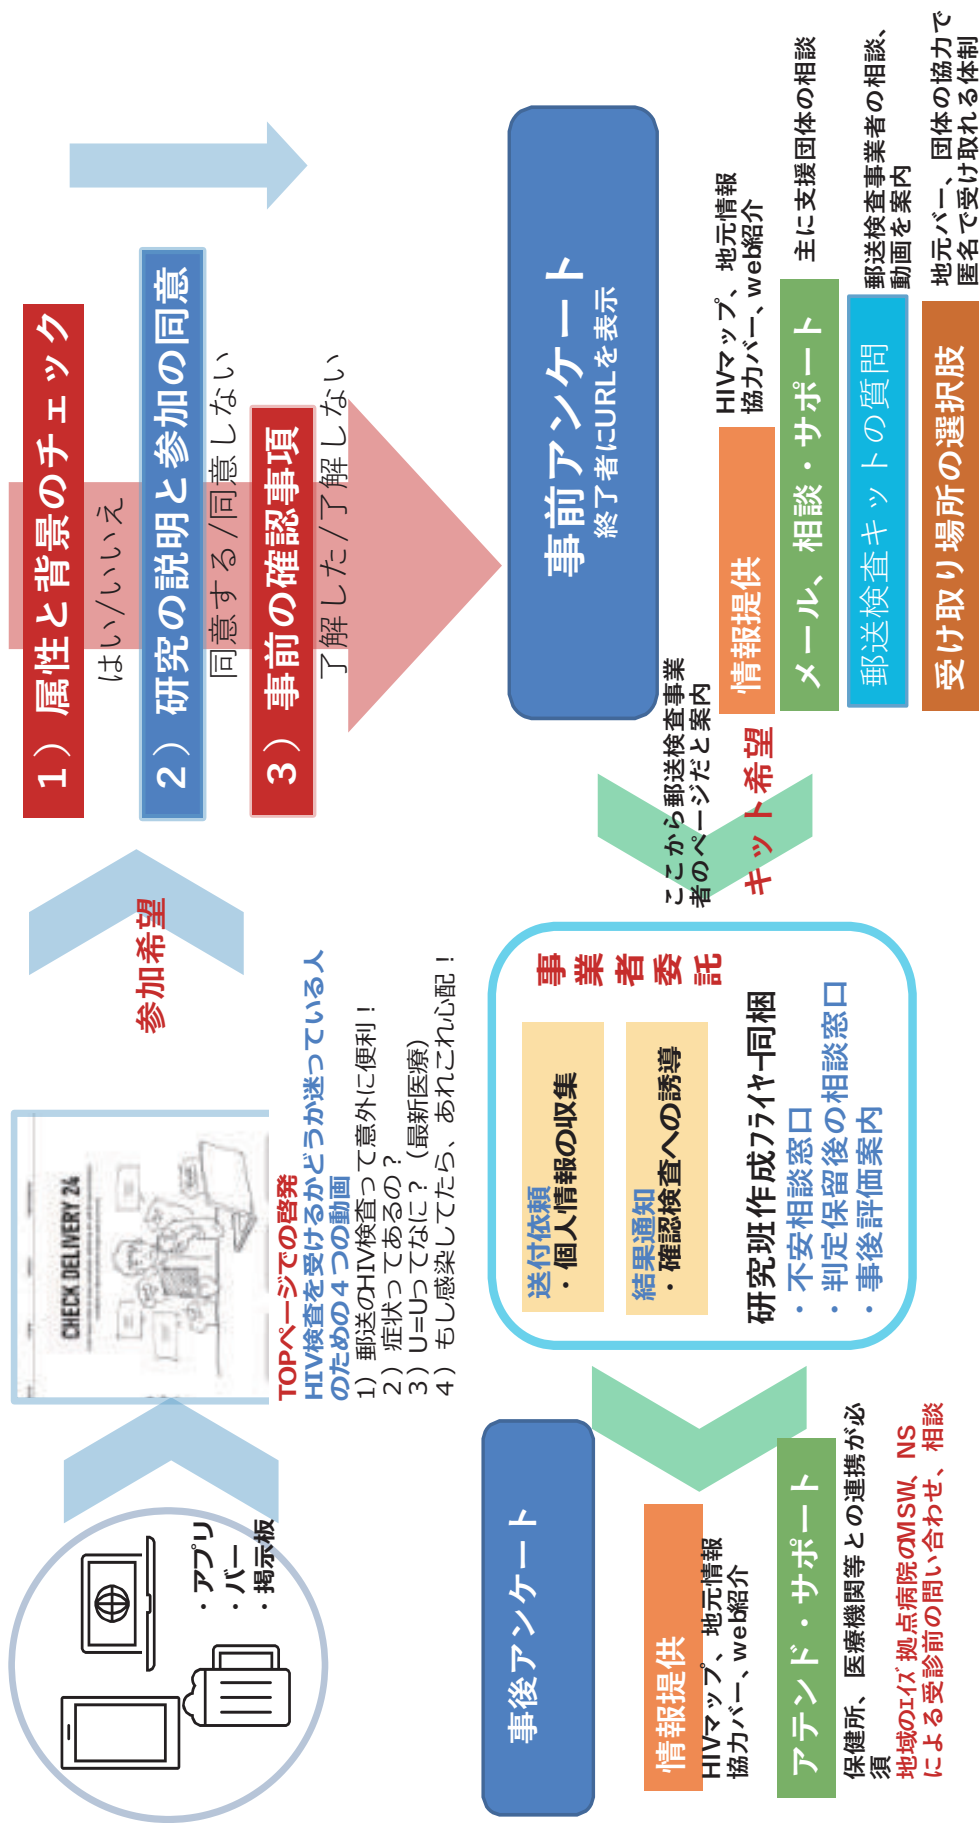 ・アプリ
・バー
・掲示板
CHECK DELIVERY 24
TOPページでの啓発
HIV検査を受けるかどうか迷っている人
のための４つの動画
１）郵送のHIV検査って意外に便利！
２）症状ってあるの？
３）U=Uってなに？（最新医療）
４）もし感染してたら、あれこれ心配！
参加希望
１）属性と背景のチェック
はい/いいえ
２）研究の説明と参加の同意
同意する/同意しない
３）事前の確認事項
了解した/了解しない
事前アンケート
終了者にURLを表示
情報提供
HIVマップ、地元情報
協力バー、web紹介
メール、相談・サポート
主に支援団体の相談
郵送検査キットの質問
郵送検査事業者の相談、
動画を案内
受け取り場所の選択肢
地元バー、団体の協力で
匿名で受け取れる体制
ここから郵送検査事業
者のページだと案内
キット希望
事業者委託
送付依頼
・個人情報の収集
結果通知
・確認検査への誘導
研究班作成フライヤー同梱
・不安相談窓口
・判定保留後の相談窓口
・事後評価案内
事後アンケート
情報提供
HIVマップ、地元情報
協力バー、web紹介
アテンド・サポート
保健所、医療機関等との連携が必
須
地域のエイズ拠点病院のMSW、NS
による受診前の問い合わせ、相談